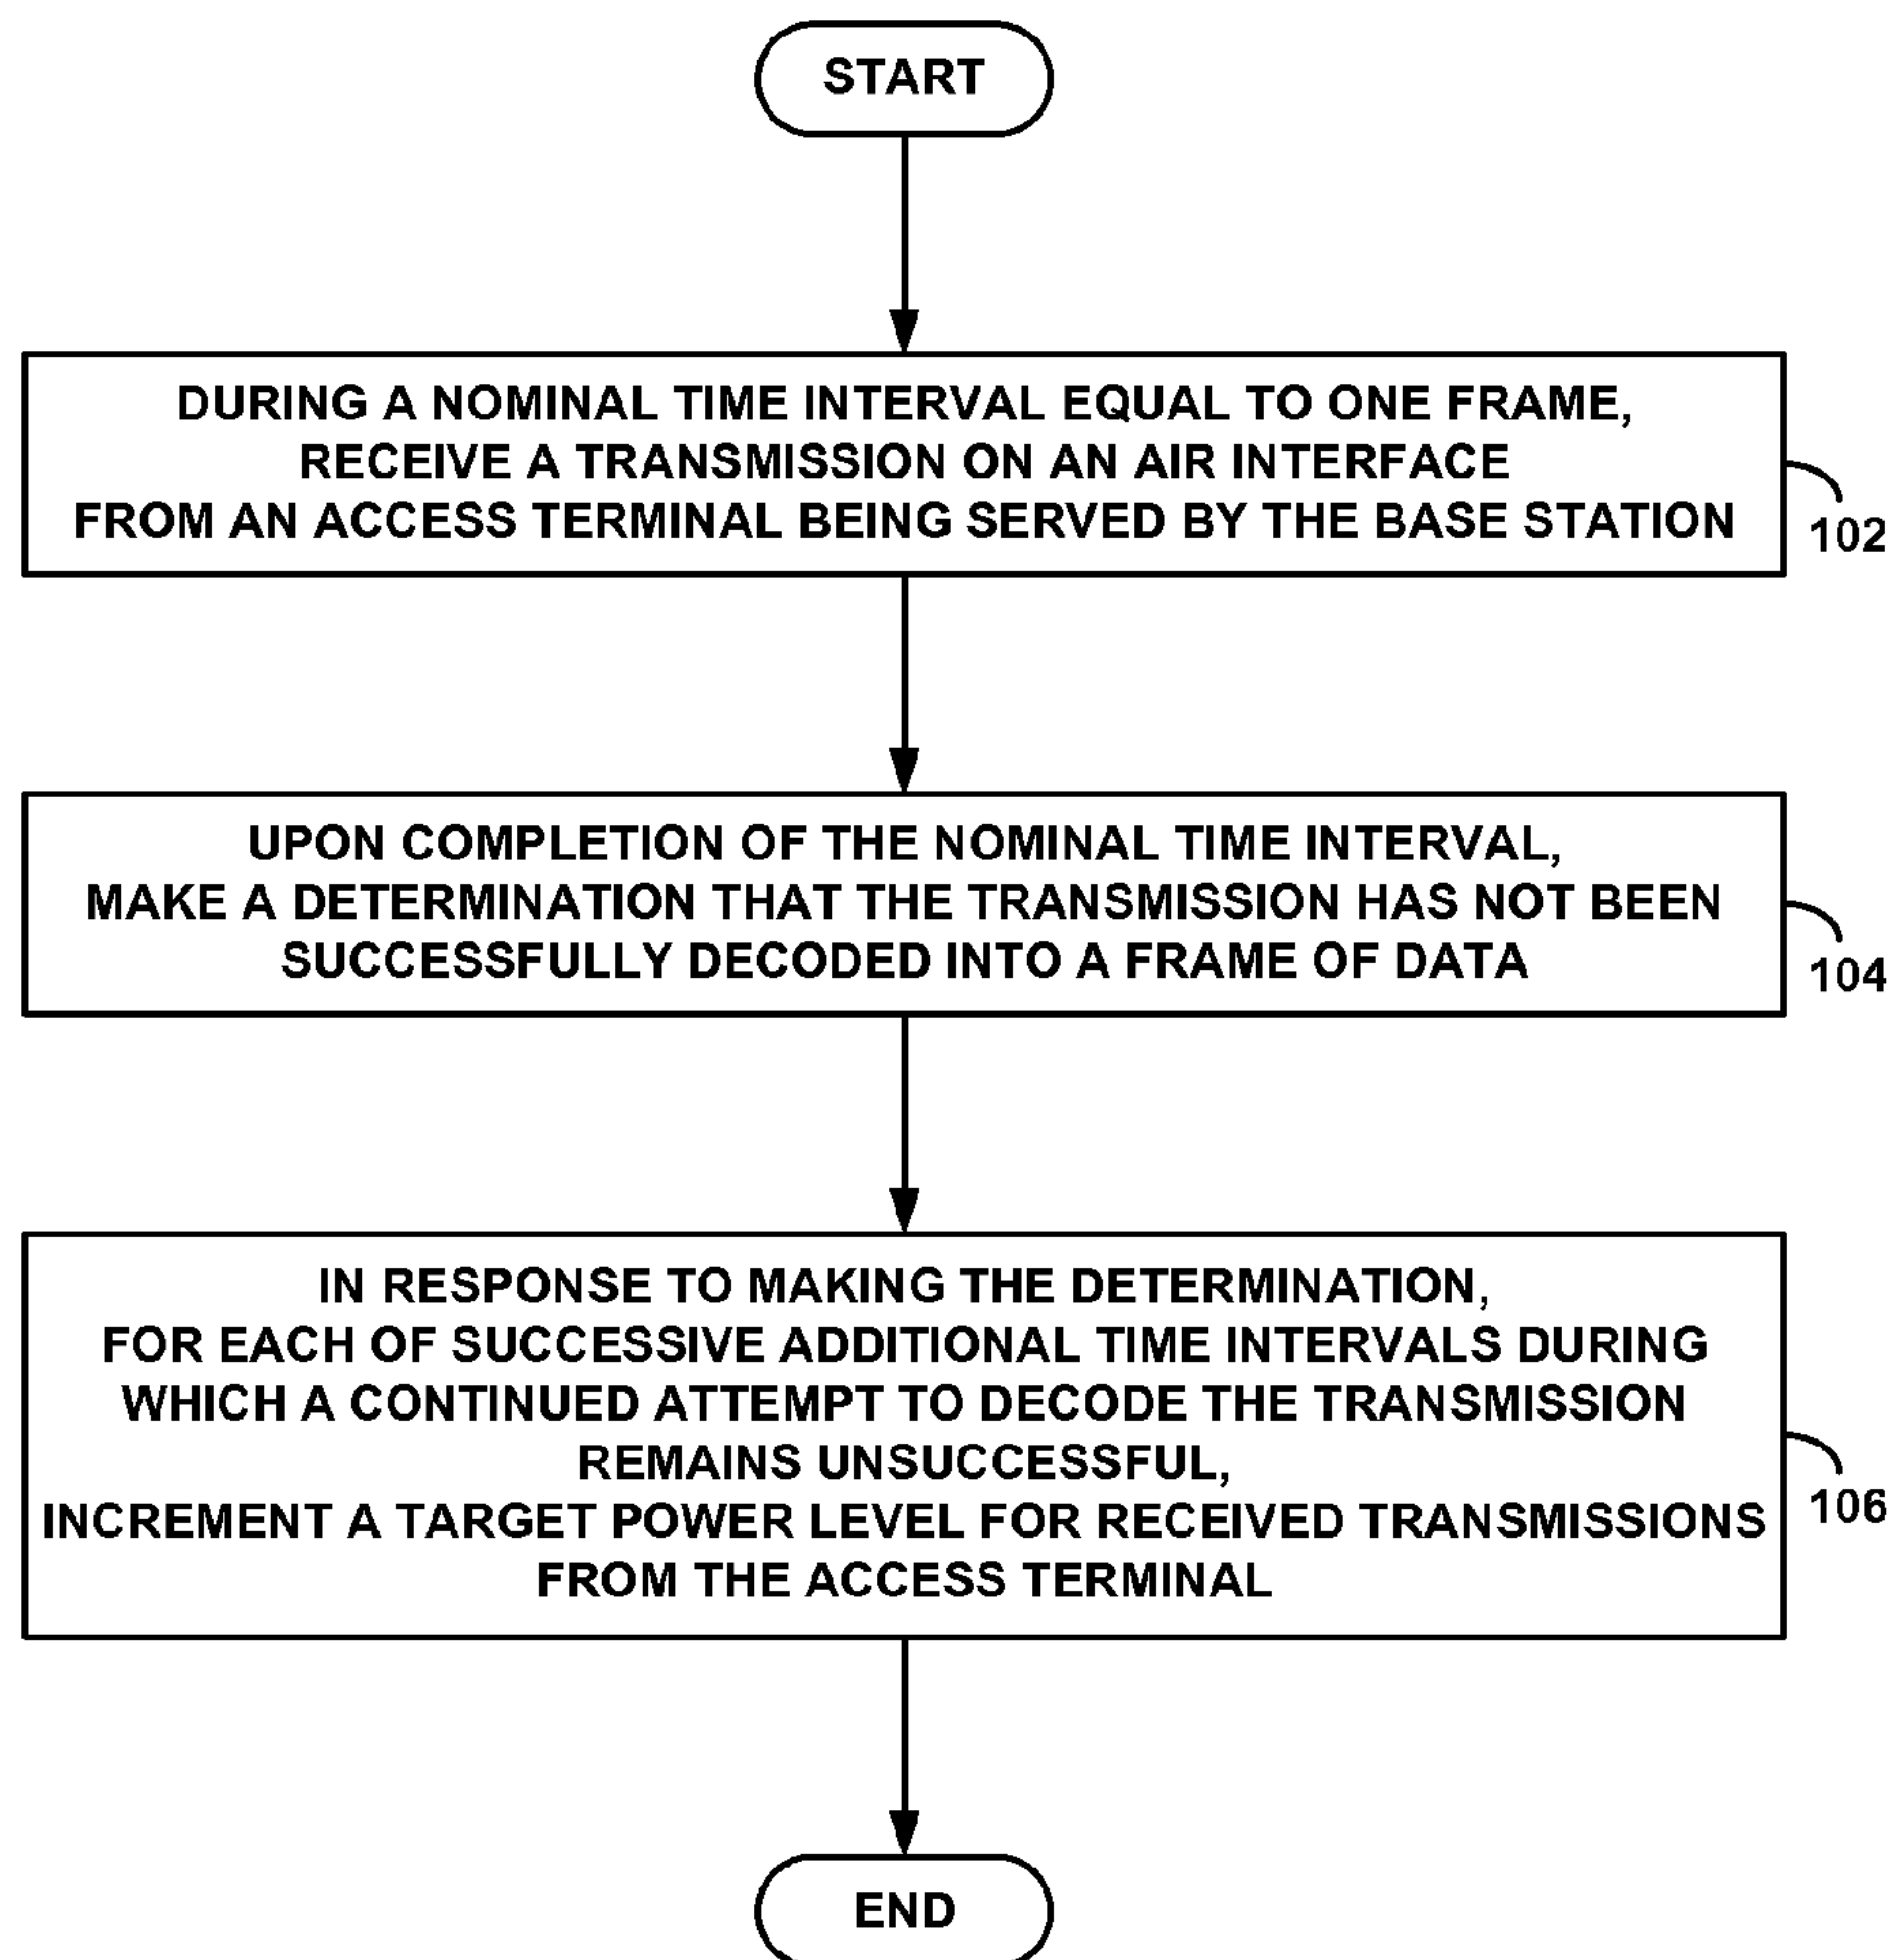 START
DURING A NOMINAL TIME INTERVAL EQUAL TO ONE FRAME,
RECEIVE A TRANSMISSION ON AN AIR INTERFACE
FROM AN ACCESS TERMINAL BEING SERVED BY THE BASE STATION
102
UPON COMPLETION OF THE NOMINAL TIME INTERVAL,
MAKE A DETERMINATION THAT THE TRANSMISSION HAS NOT BEEN
SUCCESSFULLY DECODED INTO A FRAME OF DATA
104
IN RESPONSE TO MAKING THE DETERMINATION,
FOR EACH OF SUCCESSIVE ADDITIONAL TIME INTERVALS DURING
WHICH A CONTINUED ATTEMPT TO DECODE THE TRANSMISSION
REMAINS UNSUCCESSFUL,
INCREMENT A TARGET POWER LEVEL FOR RECEIVED TRANSMISSIONS
FROM THE ACCESS TERMINAL
106
END